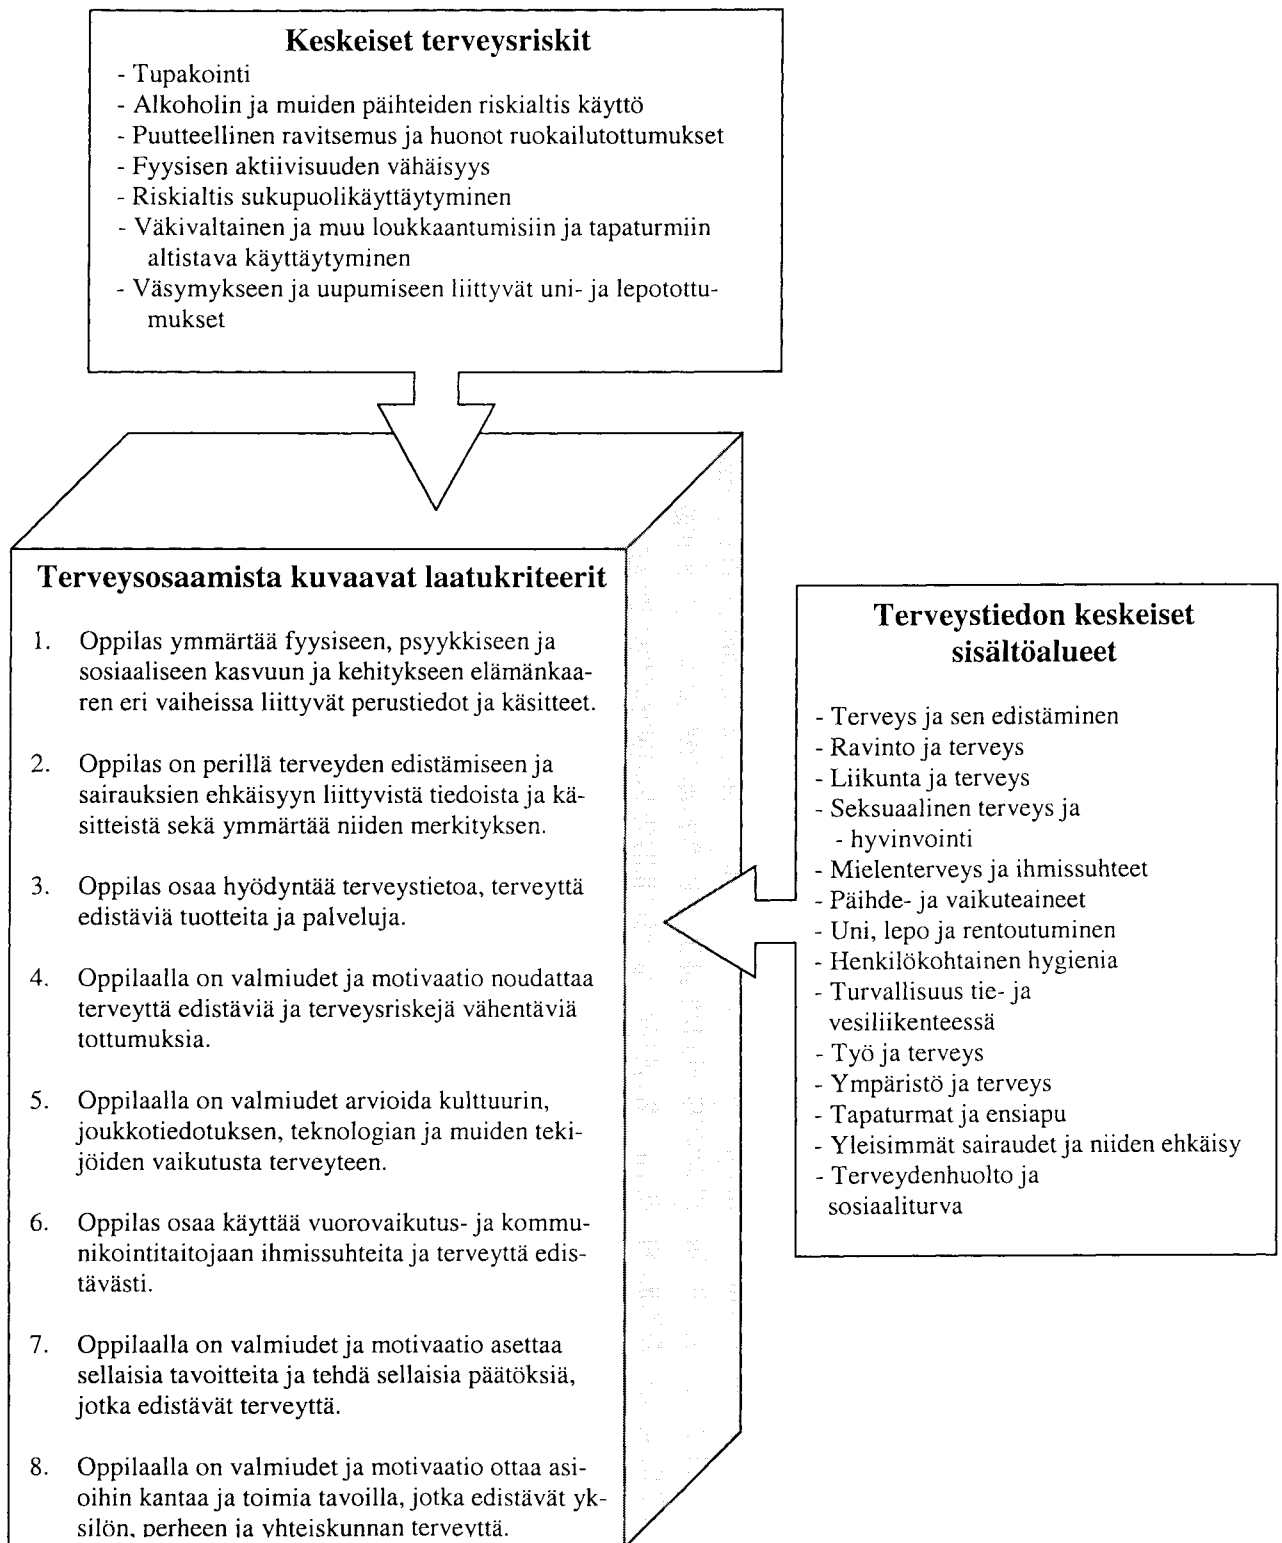 Keskeiset terveysriskit
- Tupakointi
- Alkoholin ja muiden päihteiden riskialtis käyttö
- Puutteellinen ravitsemus ja huonot ruokailutottumukset
- Fyysisen aktiivisuuden vähäisyys
- Riskialtis sukupuolikäyttäytyminen
- Väkivaltainen ja muu loukkaantumisiin ja tapaturmiin
altistava käyttäytyminen
- Väsymykseen ja uupumiseen liittyvät uni- ja lepotottu-
mukset
Terveysosaamista kuvaavat laatukriteerit
1. Oppilas ymmärtää fyysiseen, psyykkiseen ja
sosiaaliseen kasvuun ja kehitykseen elämänkaa-
ren eri vaiheissa liittyvät perustiedot ja käsitteet.
2. Oppilas on perillä terveyden edistämiseen ja
sairauksien ehkäisyyn liittyvistä tiedoista ja kä-
sitteistä sekä ymmärtää niiden merkityksen.
3. Oppilas osaa hyödyntää terveystietoa, terveyttä
edistäviä tuotteita ja palveluja.
4. Oppilaalla on valmiudet ja motivaatio noudattaa
terveyttä edistäviä ja terveysriskejä vähentäviä
tottumuksia.
5. Oppilaalla on valmiudet arvioida kulttuurin,
joukkotiedotuksen, teknologian ja muiden teki-
jöiden vaikutusta terveyteen.
6. Oppilas osaa käyttää vuorovaikutus- ja kommu-
nikointitaitojaan ihmissuhteita ja terveyttä edis-
tävästi.
7. Oppilaalla on valmiudet ja motivaatio asettaa
sellaisia tavoitteita ja tehdä sellaisia päätöksiä,
jotka edistävät terveyttä.
8. Oppilaalla on valmiudet ja motivaatio ottaa asi-
oihin kantaa ja toimia tavoilla, jotka edistävät yk-
silön, perheen ja yhteiskunnan terveyttä.
Terveystiedon keskeiset
sisältöalueet
- Terveys ja sen edistäminen
- Ravinto ja terveys
- Liikunta ja terveys
- Seksuaalinen terveys ja
- hyvinvointi
- Mielenterveys ja ihmissuhteet
- Päihde- ja vaikuteaineet
- Uni, lepo ja rentoutuminen
- Henkilökohtainen hygienia
- Turvallisuus tie- ja
vesiliikenteessä
- Työ ja terveys
- Ympäristö ja terveys
- Tapaturmat ja ensiapu
- Yleisimmät sairaudet ja niiden ehkäisy
- Terveydenhuolto ja
sosiaaliturva